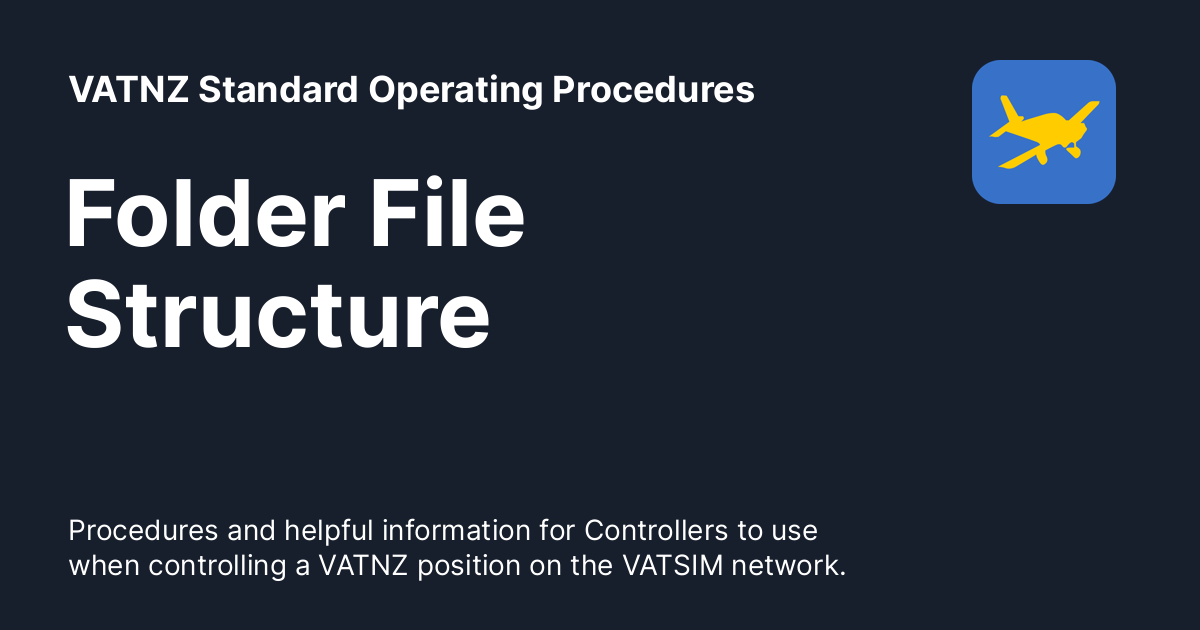 VATNZ Standard Operating Procedures
Folder File
Structure
Procedures and helpful information for Controllers to use
when controlling a VATNZ position on the VATSIM network.